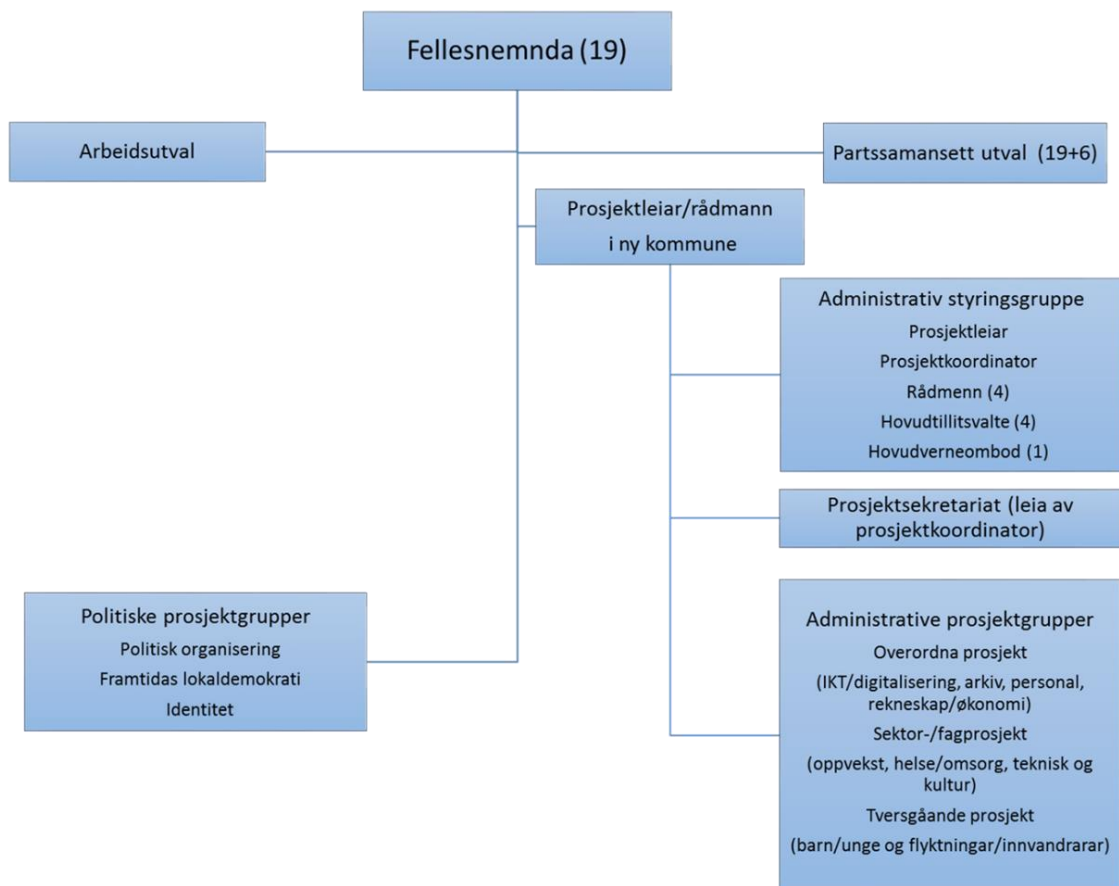 Fellesnemnda (19)
Arbeidsutval
Partssamansett utval (19+6)
Prosjektleiar/rådmann
i ny kommune
Administrativ styringsgruppe
Prosjektleiar
Prosjektkoordinator
Rådmenn (4)
Hovudtillitsvalte (4)
Hovudverneombod (1)
Prosjektsekretariat (leia av
prosjektkoordinator)
Politiske prosjektgrupper
Politisk organisering
Framtidas lokaldemokrati
Identitet
Administrative prosjektgrupper
Overordna prosjekt
(IKT/digitalisering, arkiv, personal,
rekneskap/økonomi)
Sektor-/fagprosjekt
(oppvekst, helse/omsorg, teknisk og
kultur)
Tversgåande prosjekt
(barn/unge og flyktningar/innvandrarar)